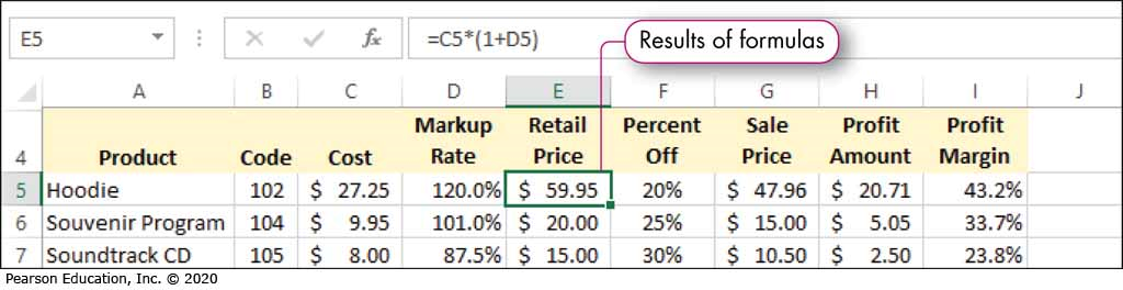 E5 fx =C5*(1+D5) Results of formulas
A B C D E F G H I J
Markup Retail Percent Sale Profit Profit
4 Product Code Cost Rate Price Off Price Amount Margin
5 Hoodie 102 $ 27.25 120.0% $ 59.95 20% $ 47.96 $ 20.71 43.2%
6 Souvenir Program 104 $ 9.95 101.0% $ 20.00 25% $ 15.00 $ 5.05 33.7%
7 Soundtrack CD 105 $ 8.00 87.5% $ 15.00 30% $ 10.50 $ 2.50 23.8%
Pearson Education, Inc. © 2020